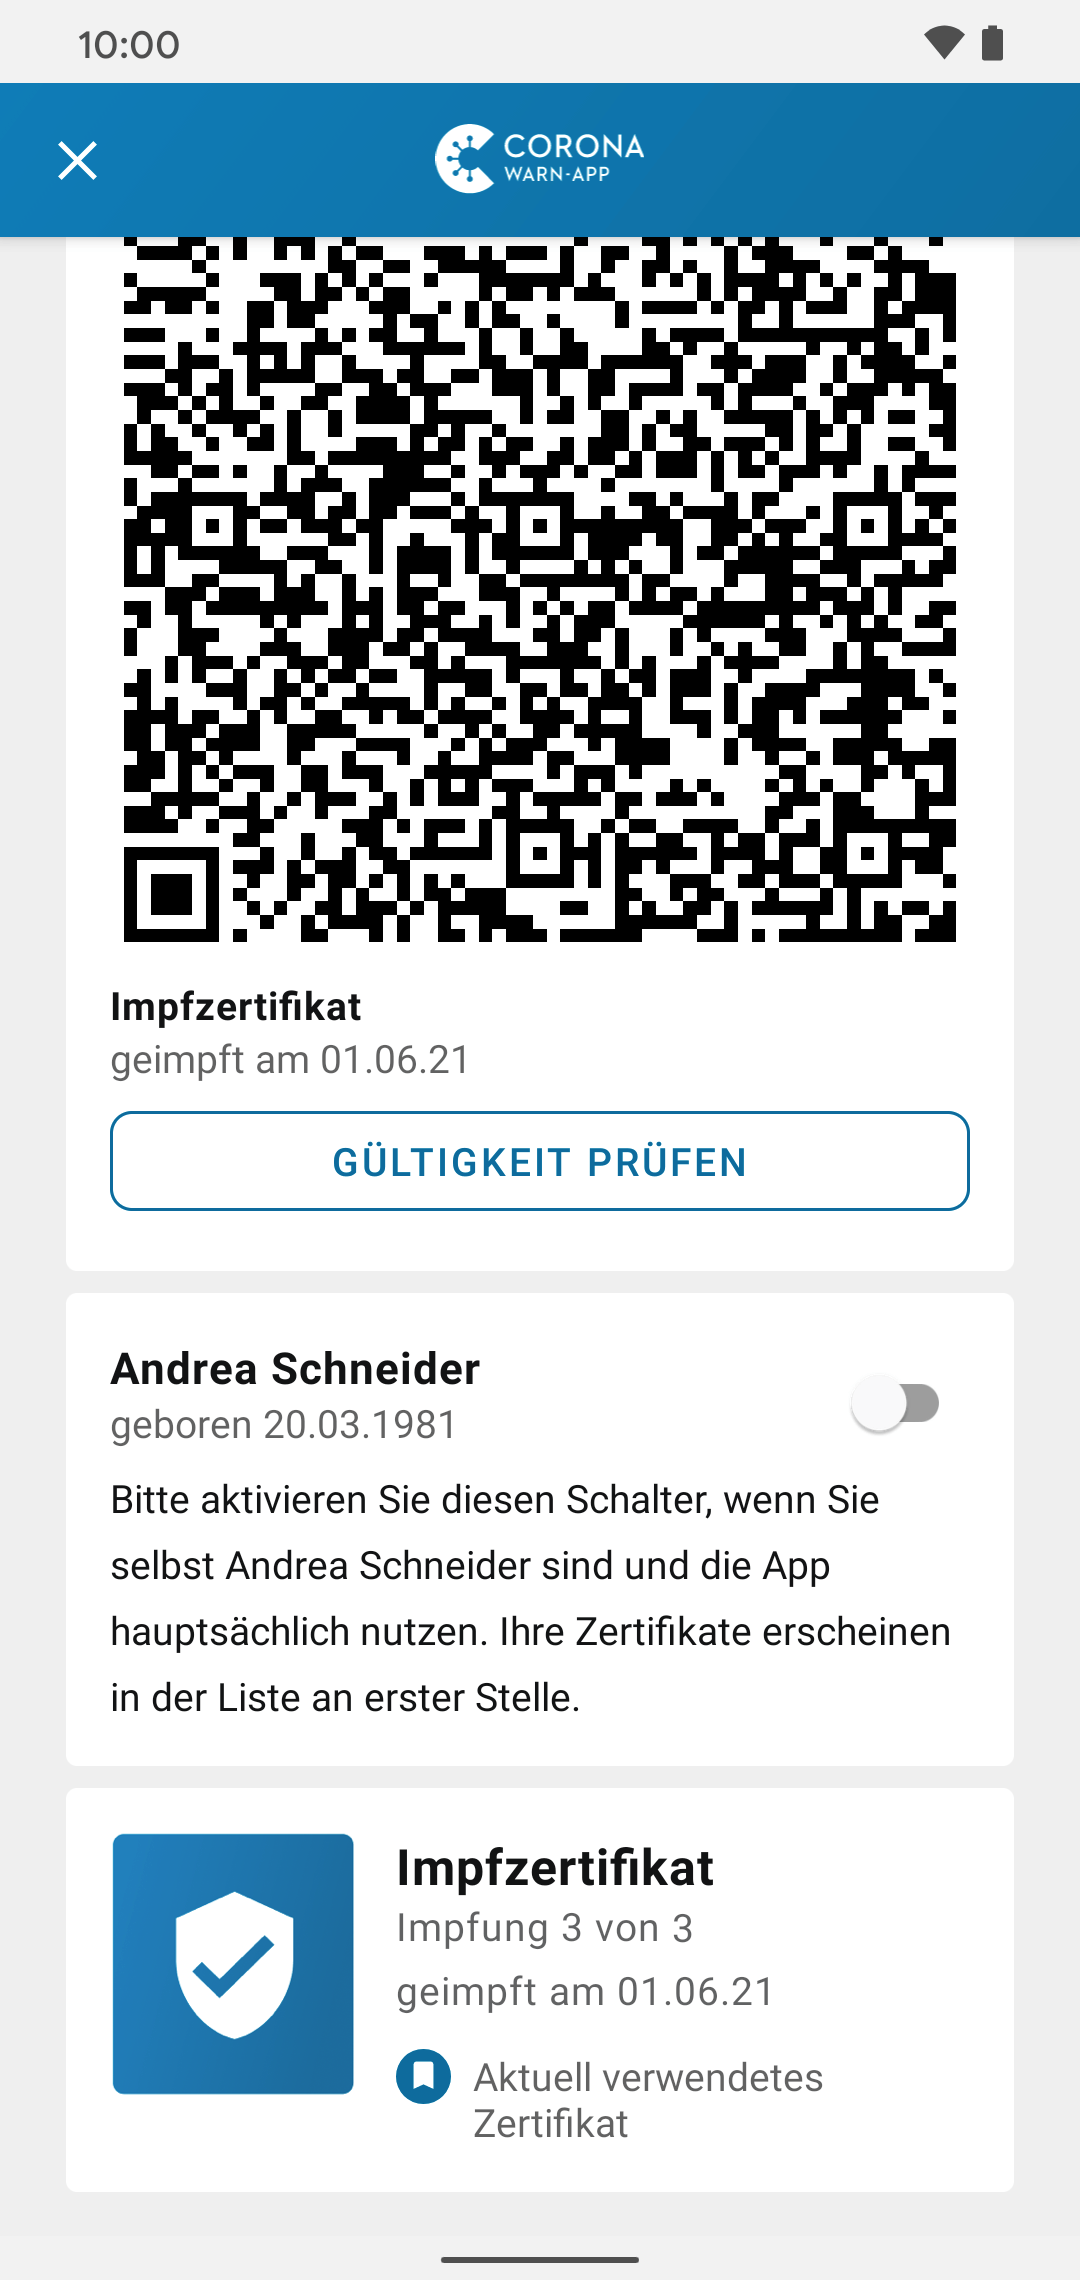 10:00
CORONA
WARN-APP
Impfzertifikat
geimpft am 01.06.21
GÜLTIGKEIT PRÜFEN
Andrea Schneider
geboren 20.03.1981
Bitte aktivieren Sie diesen Schalter, wenn Sie
selbst Andrea Schneider sind und die App
hauptsächlich nutzen. Ihre Zertifikate erscheinen
in der Liste an erster Stelle.
Impfzertifikat
Impfung 3 von 3
geimpft am 01.06.21
Aktuell verwendetes
Zertifikat